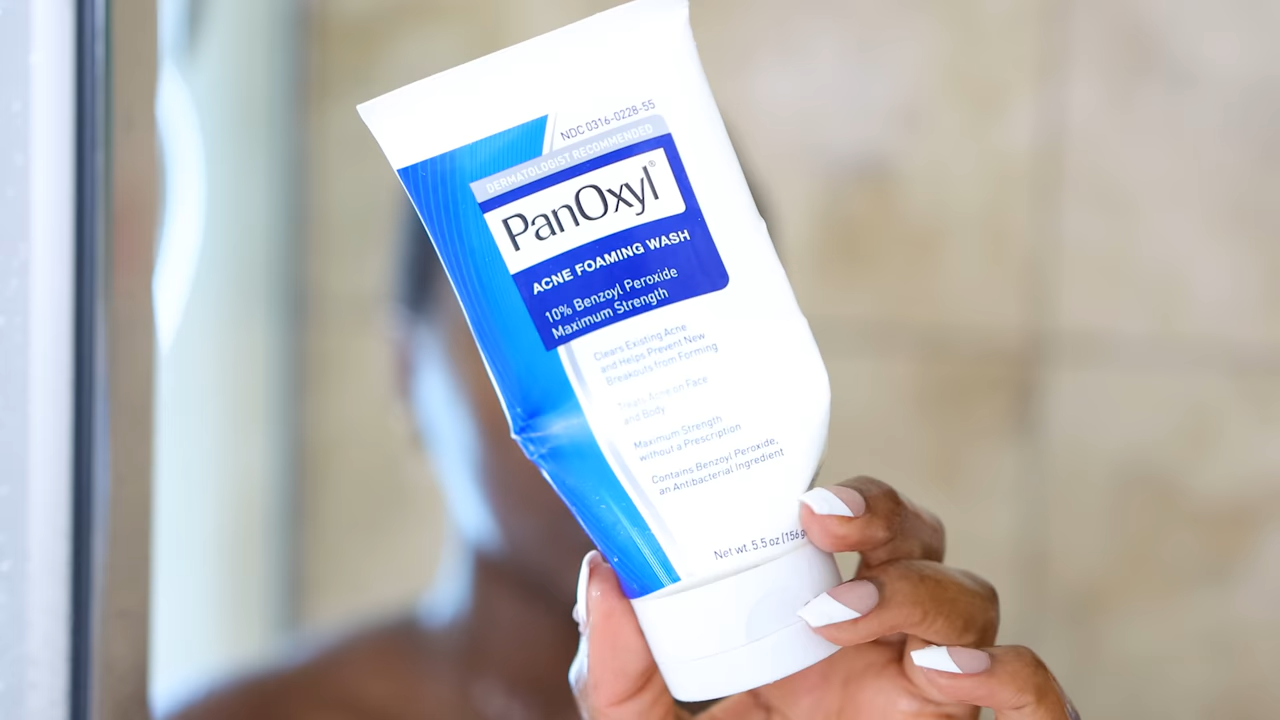 NDC 0316-0228-55
DERMATOLOGIST RECOMMENDED
PanOxyl®
ACNE FOAMING WASH
10% Benzoyl Peroxide
Maximum Strength
Clears Existing Acne
and Helps Prevent New
Breakouts from Forming
Treats Acne on Face
and Body
Maximum Strength
without a Prescription
Contains Benzoyl Peroxide,
an Antibacterial Ingredient
Net wt. 5.5 oz (156g